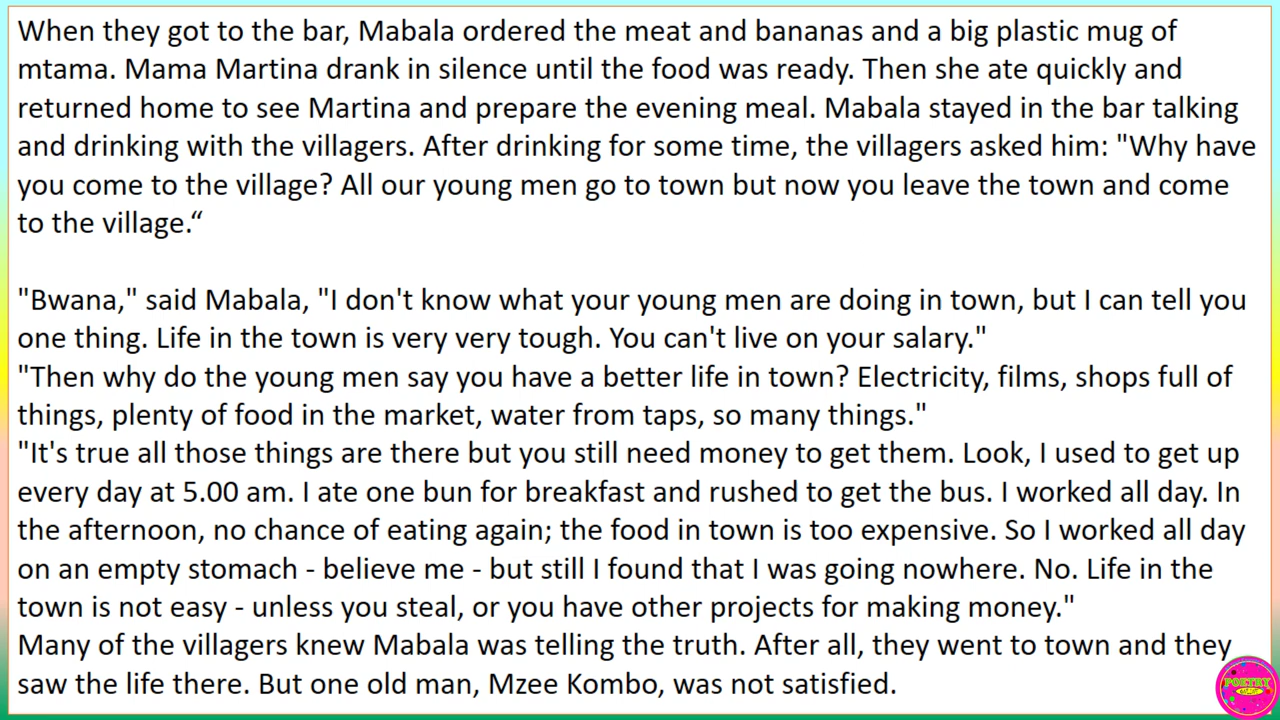 When they got to the bar, Mabala ordered the meat and bananas and a big plastic mug of
mtama. Mama Martina drank in silence until the food was ready. Then she ate quickly and
returned home to see Martina and prepare the evening meal. Mabala stayed in the bar talking
and drinking with the villagers. After drinking for some time, the villagers asked him: "Why have
you come to the village? All our young men go to town but now you leave the town and come
to the village.“
"Bwana," said Mabala, "I don't know what your young men are doing in town, but I can tell you
one thing. Life in the town is very very tough. You can't live on your salary."
"Then why do the young men say you have a better life in town? Electricity, films, shops full of
things, plenty of food in the market, water from taps, so many things."
"It's true all those things are there but you still need money to get them. Look, I used to get up
every day at 5.00 am. I ate one bun for breakfast and rushed to get the bus. I worked all day. In
the afternoon, no chance of eating again; the food in town is too expensive. So I worked all day
on an empty stomach - believe me - but still I found that I was going nowhere. No. Life in the
town is not easy - unless you steal, or you have other projects for making money."
Many of the villagers knew Mabala was telling the truth. After all, they went to town and they
saw the life there. But one old man, Mzee Kombo, was not satisfied.
POETRY